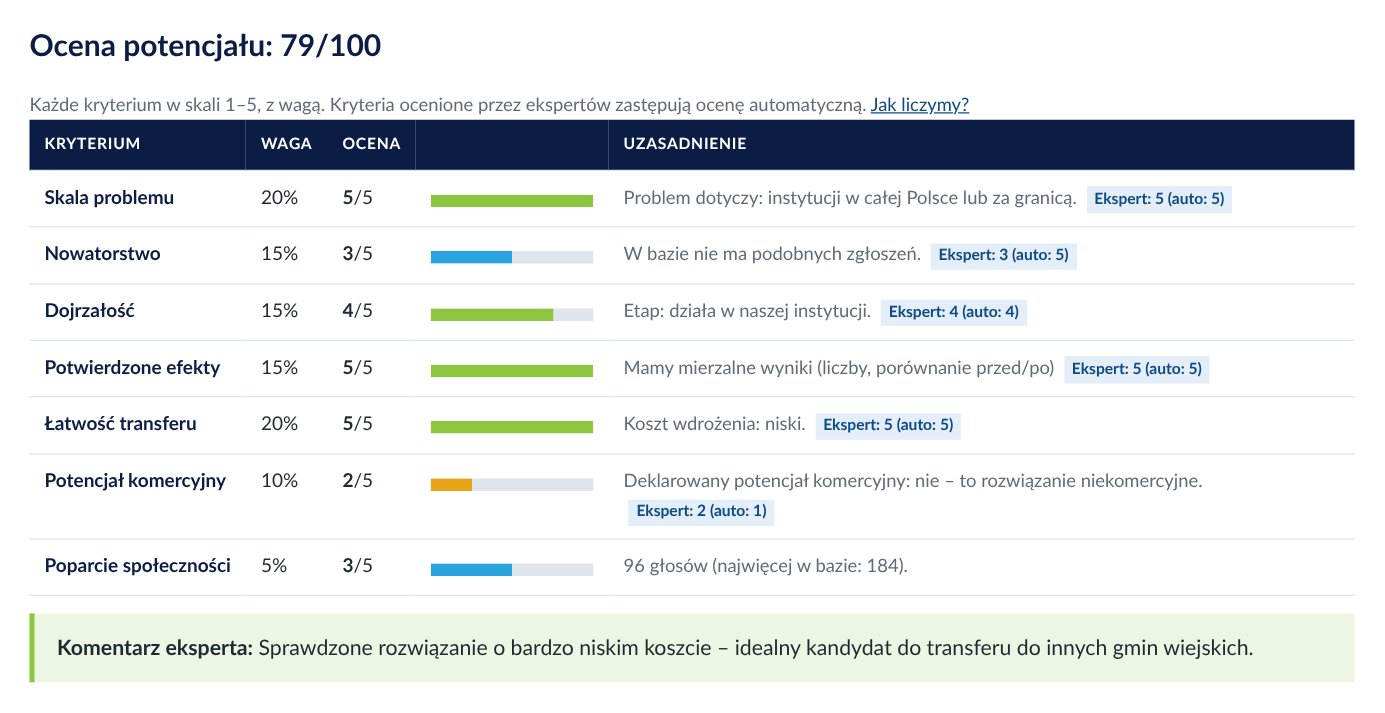 Ocena potencjału: 79/100
Każde kryterium w skali 1–5, z wagą. Kryteria ocenione przez ekspertów zastępują ocenę automatyczną. Jak liczymy?
KRYTERIUM WAGA OCENA UZASADNIENIE
Skala problemu 20% 5/5 Problem dotyczy: instytucji w całej Polsce lub za granicą. Ekspert: 5 (auto: 5)
Nowatorstwo 15% 3/5 W bazie nie ma podobnych zgłoszeń. Ekspert: 3 (auto: 5)
Dojrzałość 15% 4/5 Etap: działa w naszej instytucji. Ekspert: 4 (auto: 4)
Potwierdzone efekty 15% 5/5 Mamy mierzalne wyniki (liczby, porównanie przed/po) Ekspert: 5 (auto: 5)
Łatwość transferu 20% 5/5 Koszt wdrożenia: niski. Ekspert: 5 (auto: 5)
Potencjał komercyjny 10% 2/5 Deklarowany potencjał komercyjny: nie – to rozwiązanie niekomercyjne.
Ekspert: 2 (auto: 1)
Poparcie społeczności 5% 3/5 96 głosów (najwięcej w bazie: 184).
Komentarz eksperta: Sprawdzone rozwiązanie o bardzo niskim koszcie – idealny kandydat do transferu do innych gmin wiejskich.